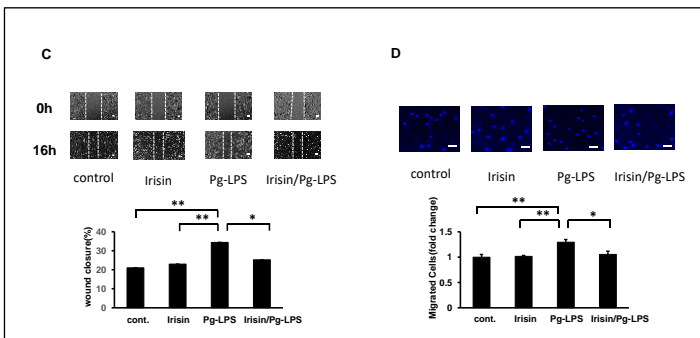 C
0h
16h
control Irisin Pg-LPS Irisin/Pg-LPS
** 
** *
wound closure(%)
40
30
20
10
0
cont. Irisin Pg-LPS Irisin/Pg-LPS
D
control Irisin Pg-LPS Irisin/Pg-LPS
**
** *
Migrated Cells(fold change)
1.5
1
0.5
0
cont. Irisin Pg-LPS Irisin/Pg-LPS